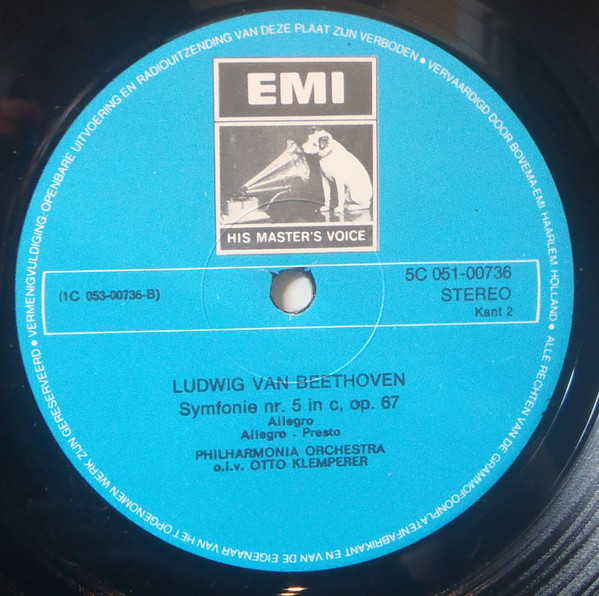 EMI
HIS MASTER'S VOICE
(1C 053-00736-B)
5C 051-00736
STEREO
Kant 2
LUDWIG VAN BEETHOVEN
Symfonie nr. 5 in c, op. 67
Allegro
Allegro - Presto
PHILHARMONIA ORCHESTRA
o.l.v. OTTO KLEMPERER
VERVAARDIGD DOOR BOVEMA-EMI HAARLEM HOLLAND • ALLE RECHTEN VAN DE GRAMMOFOONPLATENFABRIKANT EN VAN DE EIGENAAR VAN HET OPGENOMEN WERK ZIJN GERESERVEERD • VERMENIGVULDIGING OPENBARE UITVOERING EN RADIOUITZENDING VAN DEZE PLAAT ZIJN VERBODEN •